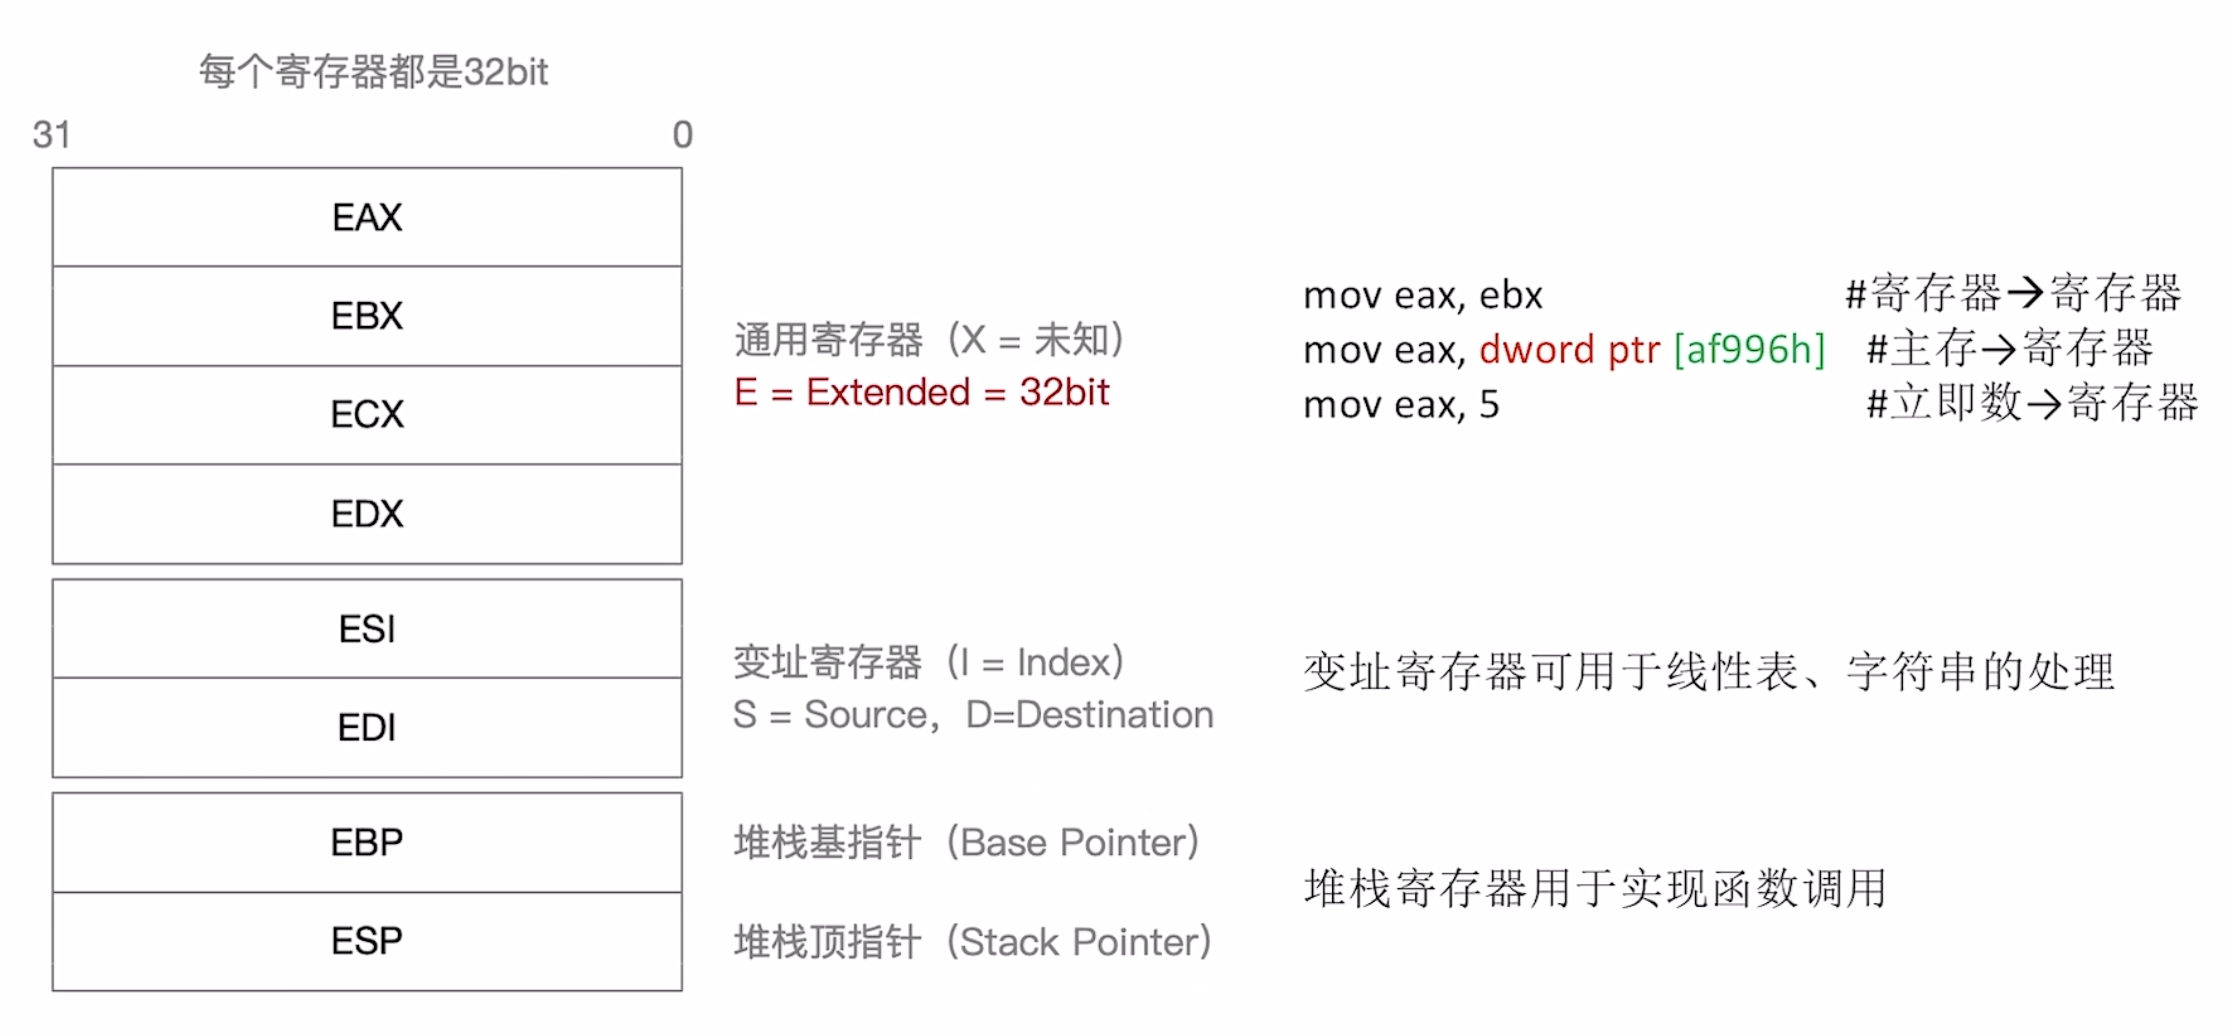 每个寄存器都是32bit
31 0
EAX
EBX
ECX
EDX
通用寄存器（X = 未知）
E = Extended = 32bit
mov eax, ebx #寄存器→寄存器
mov eax, dword ptr [af996h] #主存→寄存器
mov eax, 5 #立即数→寄存器
ESI
EDI
变址寄存器（I = Index）
S = Source，D=Destination
变址寄存器可用于线性表、字符串的处理
EBP
堆栈基指针（Base Pointer）
ESP
堆栈顶指针（Stack Pointer）
堆栈寄存器用于实现函数调用